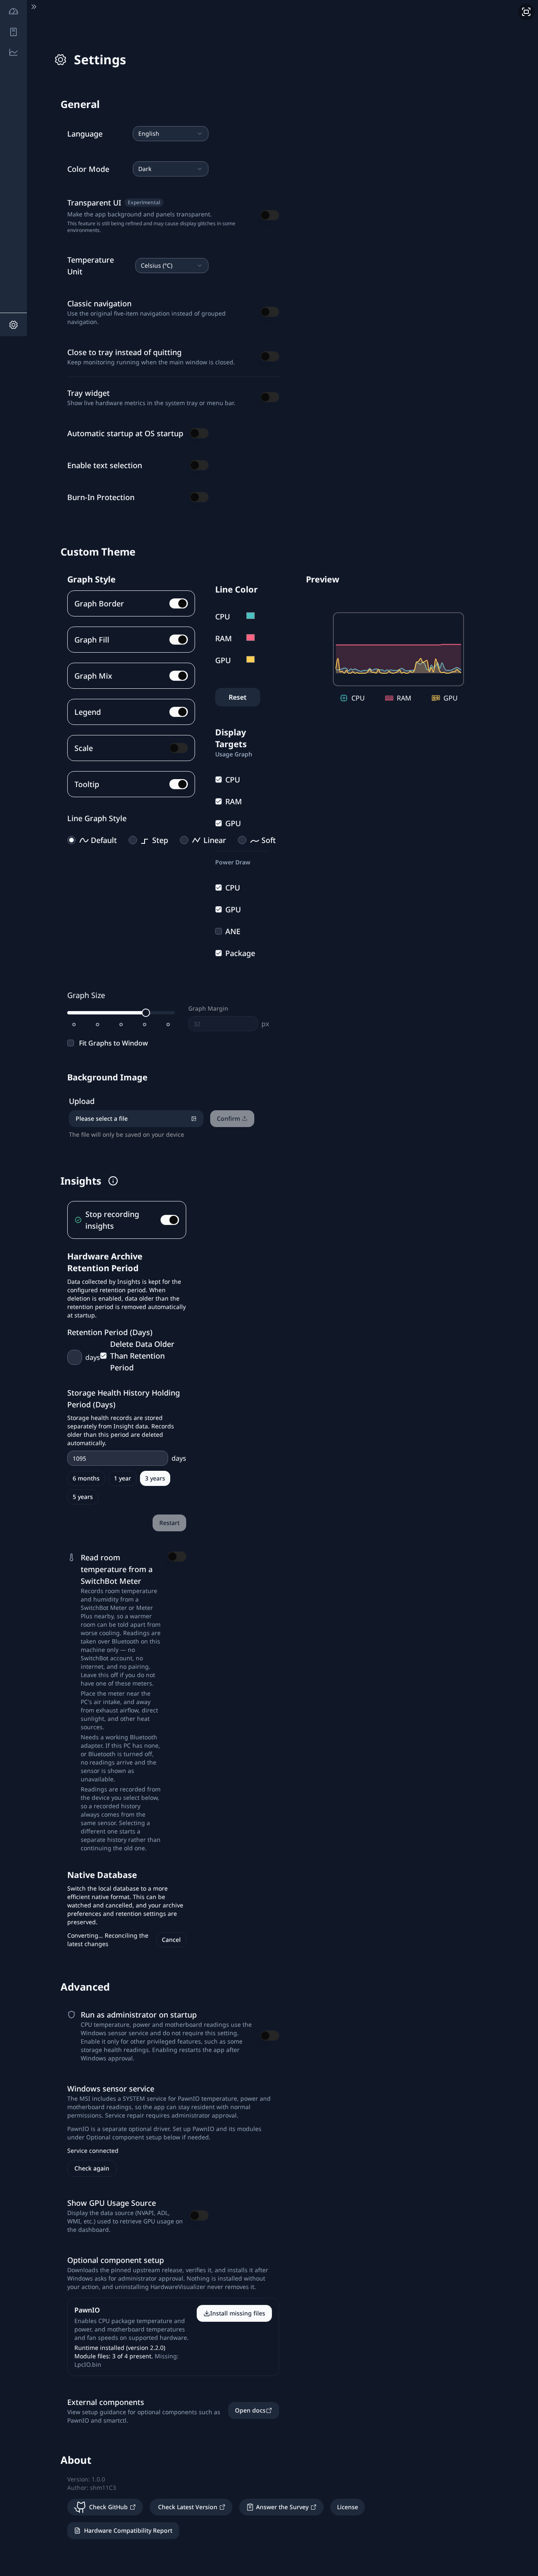 Settings
General
Language
English
Color Mode
Dark
Transparent UI
Experimental
Make the app background and panels transparent.
This feature is still being refined and may cause display glitches in some
environments.
Temperature
Unit
Celsius (°C)
Classic navigation
Use the original five-item navigation instead of grouped
navigation.
Close to tray instead of quitting
Keep monitoring running when the main window is closed.
Tray widget
Show live hardware metrics in the system tray or menu bar.
Automatic startup at OS startup
Enable text selection
Burn-In Protection
Custom Theme
Graph Style
Graph Border
Graph Fill
Graph Mix
Legend
Scale
Tooltip
Line Graph Style
Default
Step
Linear
Soft
Line Color
CPU
RAM
GPU
Reset
Display
Targets
Usage Graph
CPU
RAM
GPU
Power Draw
CPU
GPU
ANE
Package
Preview
CPU
RAM
GPU
Graph Size
Graph Margin
32
px
Fit Graphs to Window
Background Image
Upload
Please select a file
Confirm
The file will only be saved on your device
Insights
Stop recording
insights
Hardware Archive
Retention Period
Data collected by Insights is kept for the
configured retention period. When
deletion is enabled, data older than the
retention period is removed automatically
at startup.
Retention Period (Days)
days
Delete Data Older
Than Retention
Period
Storage Health History Holding
Period (Days)
Storage health records are stored
separately from Insight data. Records
older than this period are deleted
automatically.
1095
days
6 months
1 year
3 years
5 years
Restart
Read room
temperature from a
SwitchBot Meter
Records room temperature
and humidity from a
SwitchBot Meter or Meter
Plus nearby, so a warmer
room can be told apart from
worse cooling. Readings are
taken over Bluetooth on this
machine only — no
SwitchBot account, no
internet, and no pairing.
Leave this off if you do not
have one of these meters.
Place the meter near the
PC's air intake, and away
from exhaust airflow, direct
sunlight, and other heat
sources.
Needs a working Bluetooth
adapter. If this PC has none,
or Bluetooth is turned off,
no readings arrive and the
sensor is shown as
unavailable.
Readings are recorded from
the device you select below,
so a recorded history
always comes from the
same sensor. Selecting a
different one starts a
separate history rather than
continuing the old one.
Native Database
Switch the local database to a more
efficient native format. This can be
watched and cancelled, and your archive
preferences and retention settings are
preserved.
Converting... Reconciling the
latest changes
Cancel
Advanced
Run as administrator on startup
CPU temperature, power and motherboard readings use the
Windows sensor service and do not require this setting.
Enable it only for other privileged features, such as some
storage health readings. Enabling restarts the app after
Windows approval.
Windows sensor service
The MSI includes a SYSTEM service for PawnIO temperature, power and
motherboard readings, so the app can stay resident with normal
permissions. Service repair requires administrator approval.
PawnIO is a separate optional driver. Set up PawnIO and its modules
under Optional component setup below if needed.
Service connected
Check again
Show GPU Usage Source
Display the data source (NVAPI, ADL,
WMI, etc.) used to retrieve GPU usage on
the dashboard.
Optional component setup
Downloads the pinned upstream release, verifies it, and installs it after
Windows asks for administrator approval. Nothing is installed without
your action, and uninstalling HardwareVisualizer never removes it.
PawnIO
Enables CPU package temperature and
power, and motherboard temperatures
and fan speeds on supported hardware.
Runtime installed (version 2.2.0)
Module files: 3 of 4 present. Missing:
LpcIO.bin
Install missing files
External components
View setup guidance for optional components such as
PawnIO and smartctl.
Open docs
About
Version: 1.0.0
Author: shm11C3
Check GitHub
Check Latest Version
Answer the Survey
License
Hardware Compatibility Report